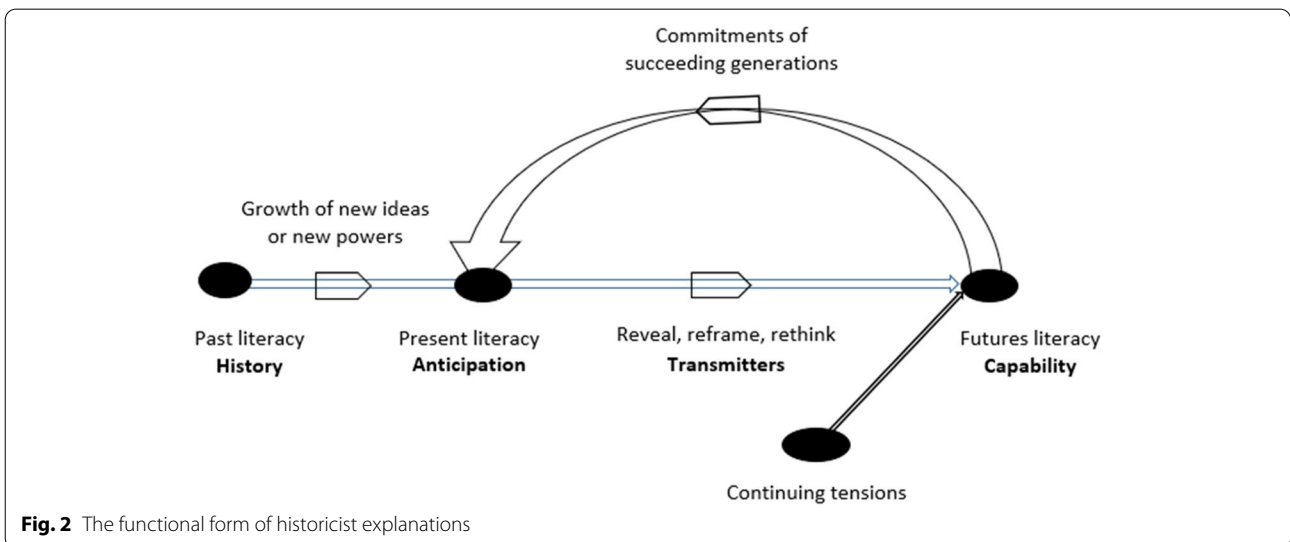 Commitments of
succeeding generations
Growth of new ideas
or new powers
Past literacy
History
Present literacy
Anticipation
Reveal, reframe, rethink
Transmitters
Futures literacy
Capability
Continuing tensions
Fig. 2 The functional form of historicist explanations